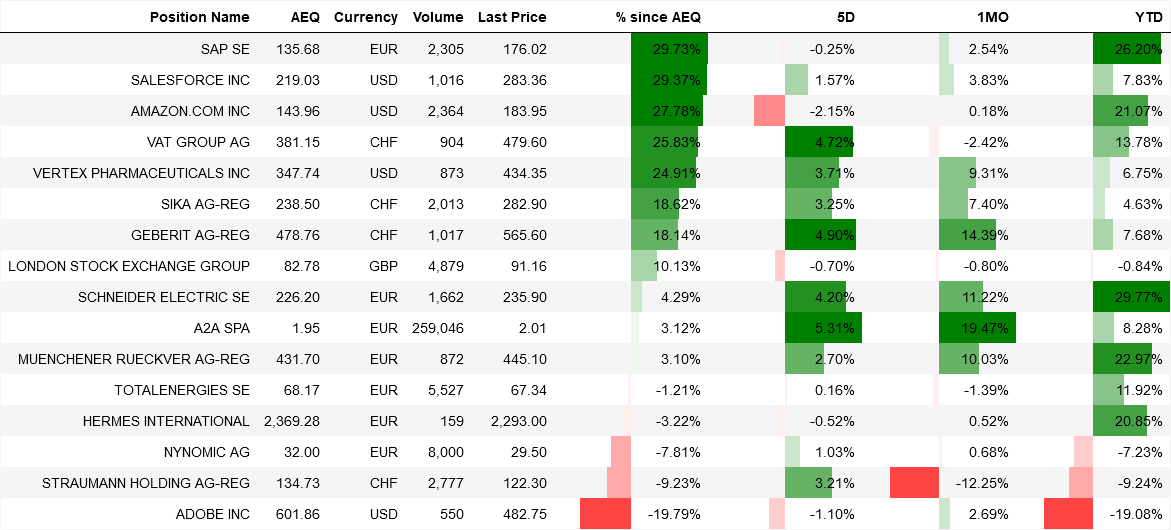 Position Name AEQ Currency Volume Last Price % since AEQ 5D 1MO YTD
SAP SE 135.68 EUR 2,305 176.02 29.73% -0.25% 2.54% 26.20%
SALESFORCE INC 219.03 USD 1,016 283.36 29.37% 1.57% 3.83% 7.83%
AMAZON.COM INC 143.96 USD 2,364 183.95 27.78% -2.15% 0.18% 21.07%
VAT GROUP AG 381.15 CHF 904 479.60 25.83% 4.72% -2.42% 13.78%
VERTEX PHARMACEUTICALS INC 347.74 USD 873 434.35 24.91% 3.71% 9.31% 6.75%
SIKA AG-REG 238.50 CHF 2,013 282.90 18.62% 3.25% 7.40% 4.63%
GEBERIT AG-REG 478.76 CHF 1,017 565.60 18.14% 4.90% 14.39% 7.68%
LONDON STOCK EXCHANGE GROUP 82.78 GBP 4,879 91.16 10.13% -0.70% -0.80% -0.84%
SCHNEIDER ELECTRIC SE 226.20 EUR 1,662 235.90 4.29% 4.20% 11.22% 29.77%
A2A SPA 1.95 EUR 259,046 2.01 3.12% 5.31% 19.47% 8.28%
MUENCHENER RUECKVER AG-REG 431.70 EUR 872 445.10 3.10% 2.70% 10.03% 22.97%
TOTALENERGIES SE 68.17 EUR 5,527 67.34 -1.21% 0.16% -1.39% 11.92%
HERMES INTERNATIONAL 2,369.28 EUR 159 2,293.00 -3.22% -0.52% 0.52% 20.85%
NYNOMIC AG 32.00 EUR 8,000 29.50 -7.81% 1.03% 0.68% -7.23%
STRAUMANN HOLDING AG-REG 134.73 CHF 2,777 122.30 -9.23% 3.21% -12.25% -9.24%
ADOBE INC 601.86 USD 550 482.75 -19.79% -1.10% 2.69% -19.08%